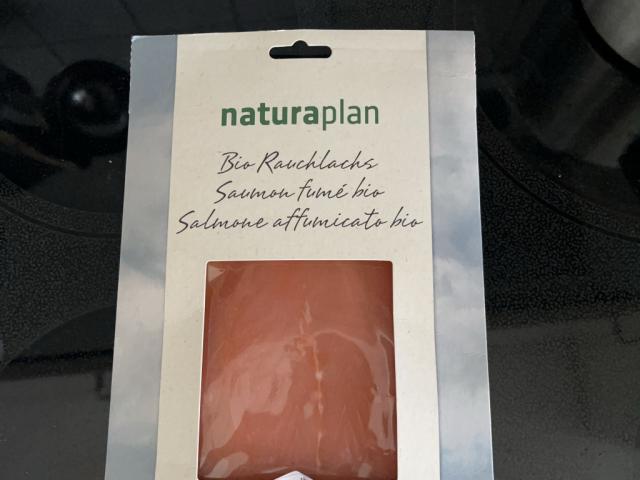 naturaplan
Bio Rauchlachs
Saumon fumé bio
Salmone affumicato bio